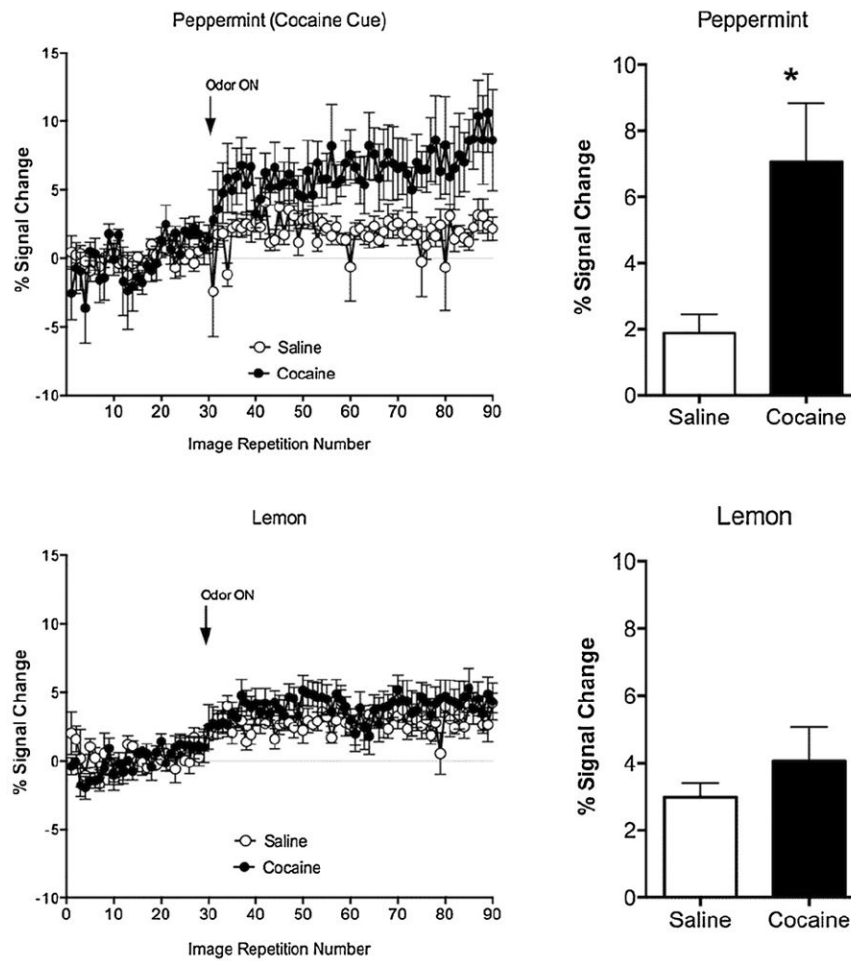 Peppermint (Cocaine Cue)
15
10
5
0
-5
-10
% Signal Change
Odor ON
Saline
Cocaine
10 20 30 40 50 60 70 80 90
Image Repetition Number
Peppermint
10
8
6
4
2
0
% Signal Change
*
Saline Cocaine
Lemon
15
10
5
0
-5
-10
% Signal Change
Odor ON
Saline
Cocaine
0 10 20 30 40 50 60 70 80 90
Image Repetition Number
Lemon
10
8
6
4
2
0
% Signal Change
Saline Cocaine